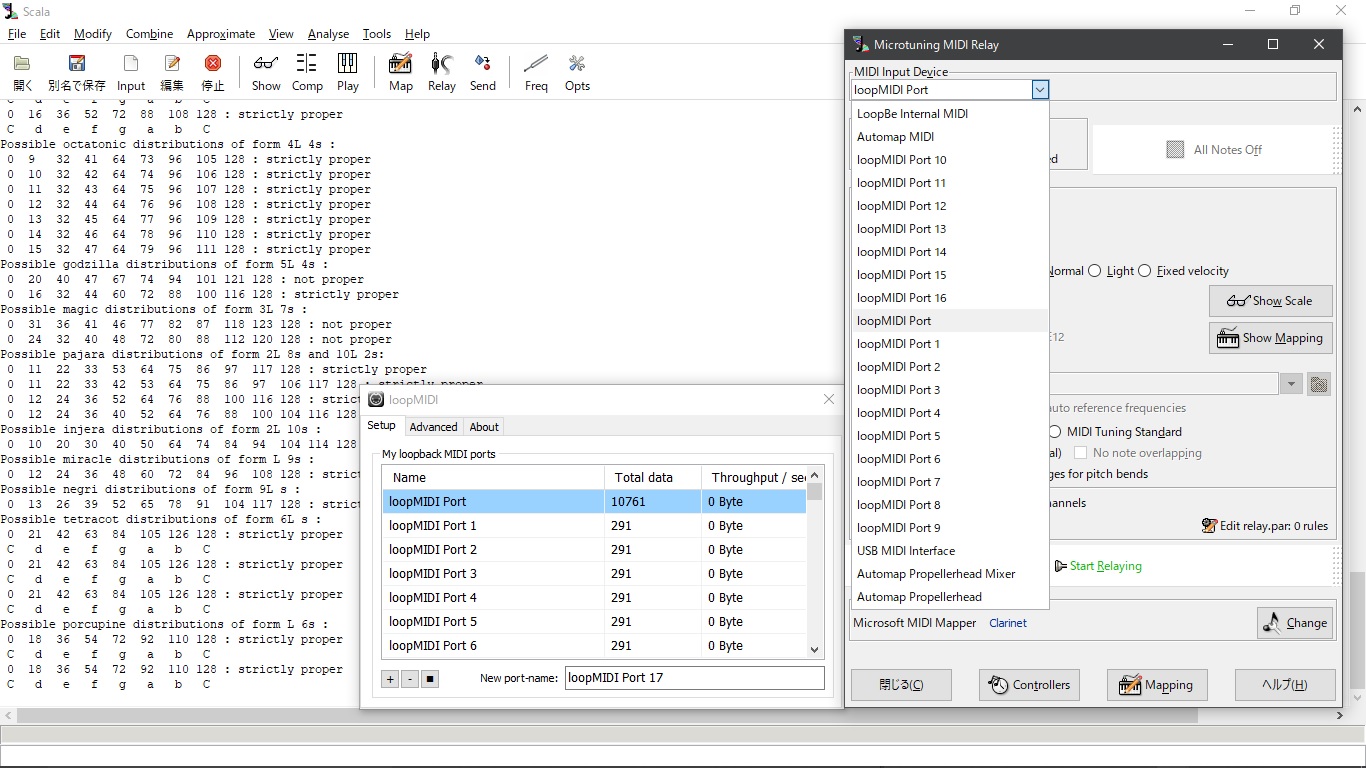 Scala
File Edit Modify Combine Approximate View Analyse Tools Help
開く 別名で保存 Input 編集 停止 Show Comp Play Map Relay Send Freq Opts
C d e f g a b C
0 16 36 52 72 88 108 128 : strictly proper
C d e f g a b C
Possible octatonic distributions of form 4L 4s :
0 9 32 41 64 73 96 105 128 : strictly proper
0 10 32 42 64 74 96 106 128 : strictly proper
0 11 32 43 64 75 96 107 128 : strictly proper
0 12 32 44 64 76 96 108 128 : strictly proper
0 13 32 45 64 77 96 109 128 : strictly proper
0 14 32 46 64 78 96 110 128 : strictly proper
0 15 32 47 64 79 96 111 128 : strictly proper
Possible godzilla distributions of form 5L 4s :
0 20 40 47 67 74 94 101 121 128 : not proper
0 16 32 44 60 72 88 100 116 128 : strictly proper
Possible magic distributions of form 3L 7s :
0 31 36 41 46 77 82 87 118 123 128 : not proper
0 24 32 40 48 72 80 88 112 120 128 : not proper
Possible pajara distributions of form 2L 8s and 10L 2s:
0 11 22 33 53 64 75 86 97 117 128 : strictly proper
0 11 22 33 42 53 64 75 86 97 106 117 128 : strictly proper
0 12 24 36 52 64 76 88 100 116 128 : strict
0 12 24 36 40 52 64 76 88 100 104 116 128
Possible injera distributions of form 2L 10s :
0 10 20 30 40 50 64 74 84 94 104 114 128
Possible miracle distributions of form L 9s :
0 12 24 36 48 60 72 84 96 108 128 : strict
Possible negri distributions of form 9L s :
0 13 26 39 52 65 78 91 104 117 128 : strict
Possible tetracot distributions of form 6L s :
0 21 42 63 84 105 126 128 : strictly proper
C d e f g a b C
0 21 42 63 84 105 126 128 : strictly proper
C d e f g a b C
0 21 42 63 84 105 126 128 : strictly proper
C d e f g a b C
Possible porcupine distributions of form L 6s :
0 18 36 54 72 92 110 128 : strictly proper
C d e f g a b C
0 18 36 54 72 92 110 128 : strictly proper
C d e f g a b C
loopMIDI
Setup Advanced About
My loopback MIDI ports
Name Total data Throughput / sec
loopMIDI Port 10761 0 Byte
loopMIDI Port 1 291 0 Byte
loopMIDI Port 2 291 0 Byte
loopMIDI Port 3 291 0 Byte
loopMIDI Port 4 291 0 Byte
loopMIDI Port 5 291 0 Byte
loopMIDI Port 6 291 0 Byte
+ - New port-name: loopMIDI Port 17
Microtuning MIDI Relay
MIDI Input Device
loopMIDI Port
LoopBe Internal MIDI
Automap MIDI
loopMIDI Port 10
loopMIDI Port 11
loopMIDI Port 12
loopMIDI Port 13
loopMIDI Port 14
loopMIDI Port 15
loopMIDI Port 16
loopMIDI Port
loopMIDI Port 1
loopMIDI Port 2
loopMIDI Port 3
loopMIDI Port 4
loopMIDI Port 5
loopMIDI Port 6
loopMIDI Port 7
loopMIDI Port 8
loopMIDI Port 9
USB MIDI Interface
Automap Propellerhead Mixer
Automap Propellerhead
ed All Notes Off
Normal Light Fixed velocity
Show Scale
E12 Show Mapping
auto reference frequencies
MIDI Tuning Standard
al) No note overlapping
ges for pitch bends
annels
Edit relay.par: 0 rules
Start Relaying
Microsoft MIDI Mapper Clarinet Change
閉じる(C) Controllers Mapping ヘルプ(H)